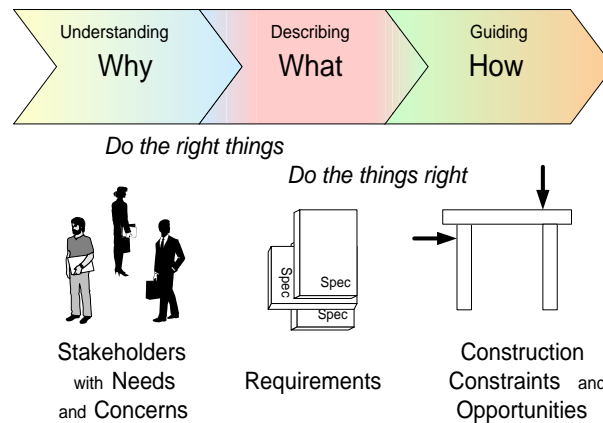 Understanding
Why
Describing
What
Guiding
How
Do the right things
Do the things right
Spec
Spec
Spec
Stakeholders
with Needs
and Concerns
Requirements
Construction
Constraints and
Opportunities